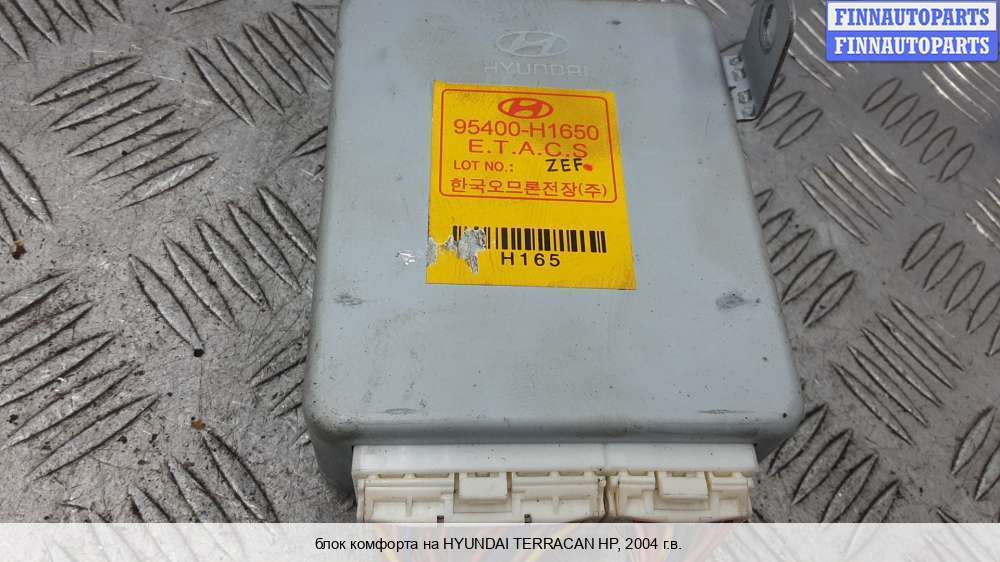 FINNAUTOPARTS
FINNAUTOPARTS
HYUNDAI
95400-H1650
E.T.A.C.S
LOT NO.: ZEF
한국오므론전장(주)
H165
блок комфорта на HYUNDAI TERRACAN HP, 2004 г.в.